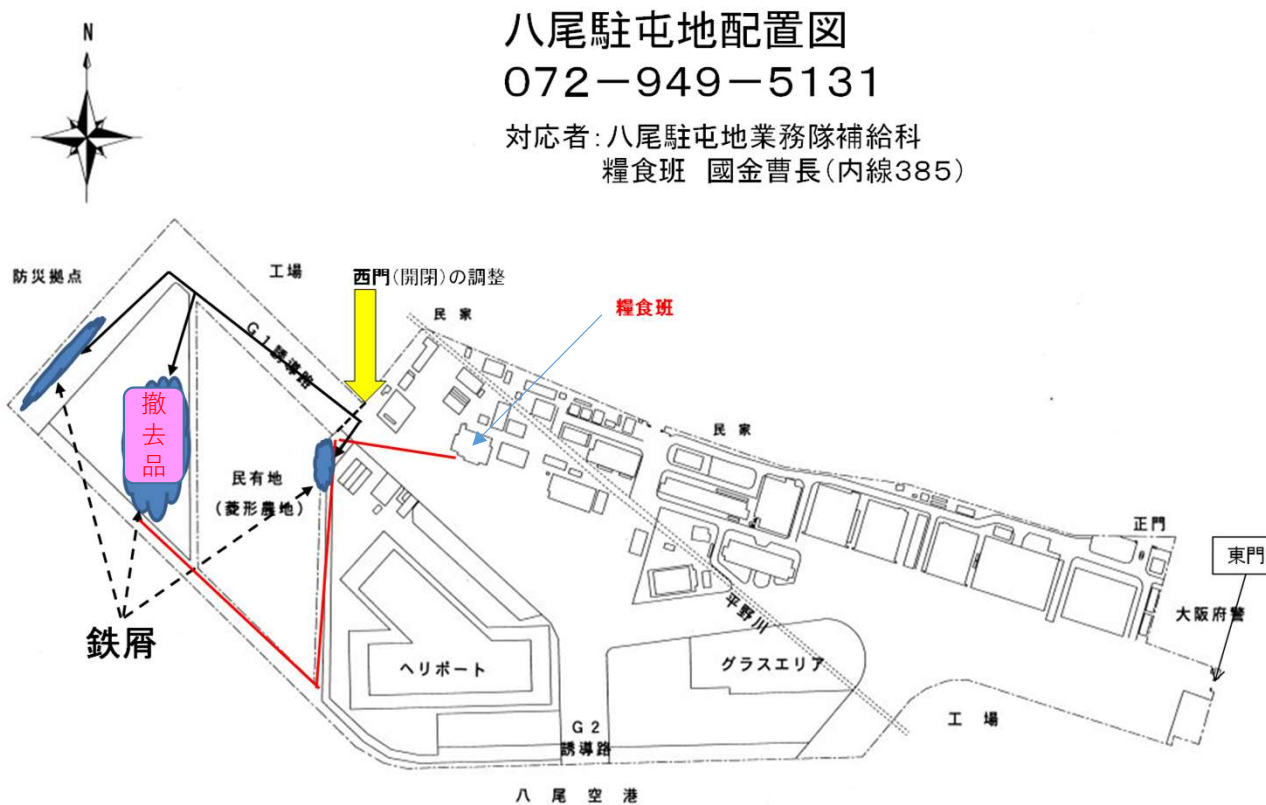 八尾駐屯地配置図
072－949－5131
対応者：八尾駐屯地業務隊補給科
糧食班 國金曹長（内線385）
N
防災拠点
工場
西門（開閉）の調整
糧食班
民家
G1誘導路
撤去品
民家
民有地
（菱形農地）
正門
東門
大阪府警
鉄屑
平野川
ヘリポート
グラスエリア
工場
G2
誘導路
八尾空港